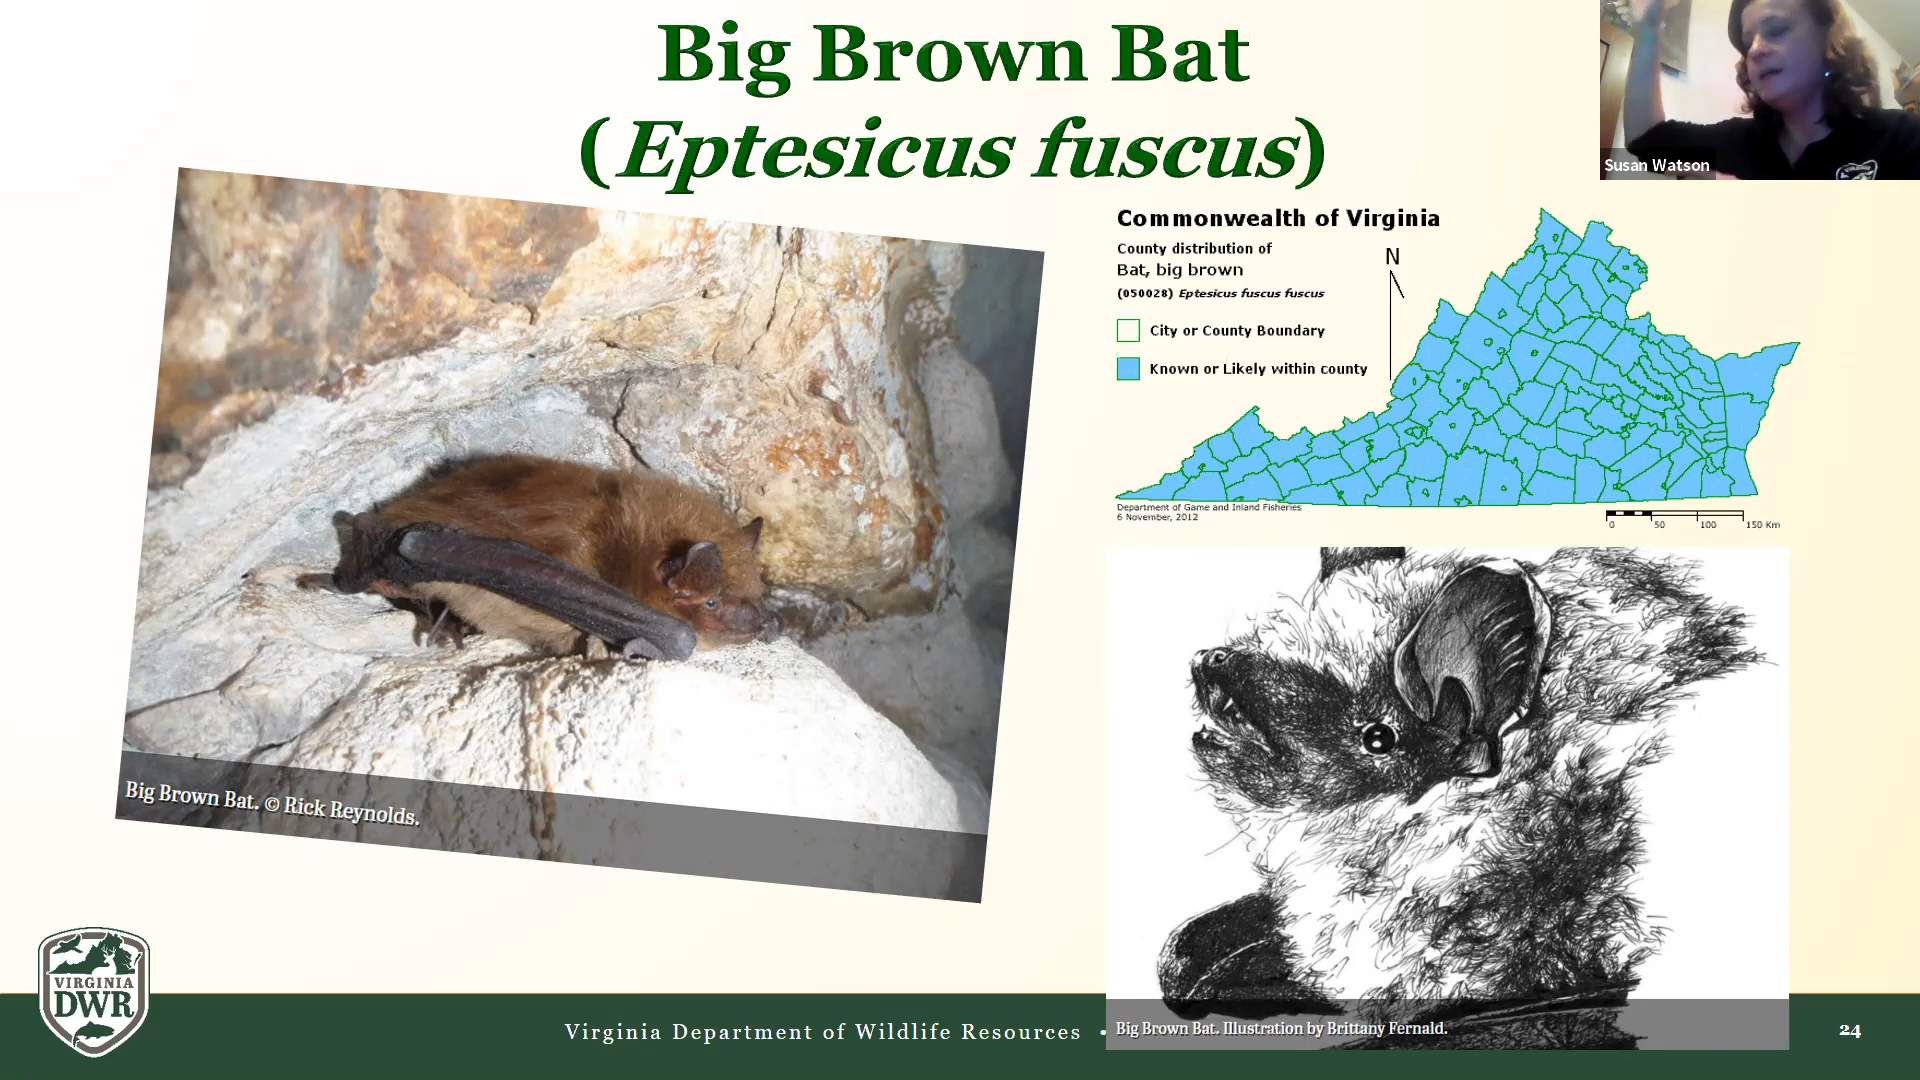 Big Brown Bat
(Eptesicus fuscus)
Susan Watson
Commonwealth of Virginia
County distribution of
Bat, big brown
(050028) Eptesicus fuscus fuscus
N
City or County Boundary
Known or Likely within county
Department of Game and Inland Fisheries
6 November, 2012
0 50 100 150 Km
Big Brown Bat. © Rick Reynolds.
Big Brown Bat. Illustration by Brittany Fernald.
VIRGINIA
DWR
Virginia Department of Wildlife Resources •
24